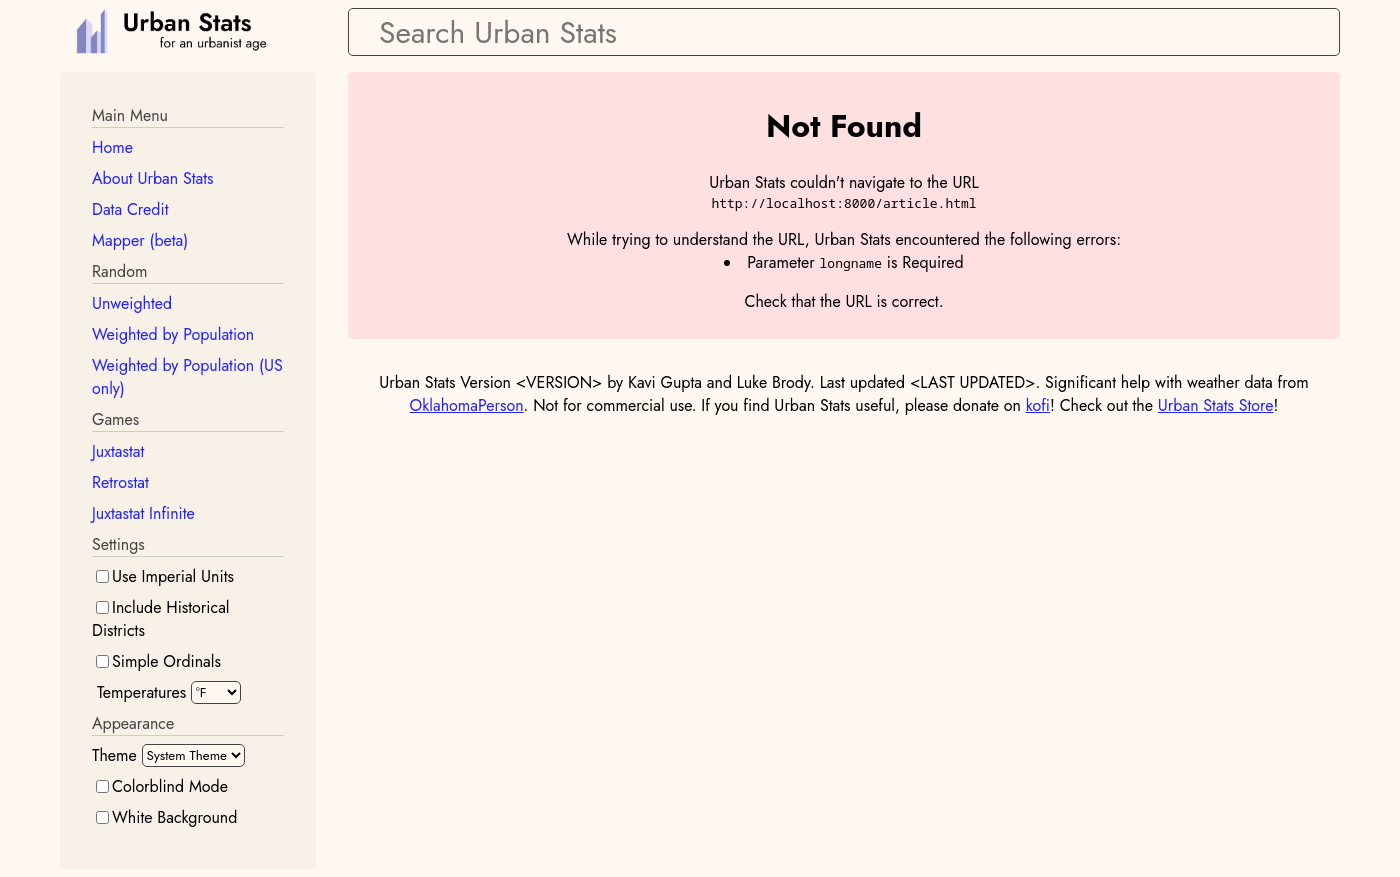 Urban Stats
for an urbanist age
Search Urban Stats
Main Menu
Home
About Urban Stats
Data Credit
Mapper (beta)
Random
Unweighted
Weighted by Population
Weighted by Population (US
only)
Games
Juxtastat
Retrostat
Juxtastat Infinite
Settings
Use Imperial Units
Include Historical
Districts
Simple Ordinals
Temperatures °F
Appearance
Theme System Theme
Colorblind Mode
White Background
Not Found
Urban Stats couldn't navigate to the URL
http://localhost:8000/article.html
While trying to understand the URL, Urban Stats encountered the following errors:
• Parameter longname is Required
Check that the URL is correct.
Urban Stats Version <VERSION> by Kavi Gupta and Luke Brody. Last updated <LAST UPDATED>. Significant help with weather data from
OklahomaPerson. Not for commercial use. If you find Urban Stats useful, please donate on kofi! Check out the Urban Stats Store!